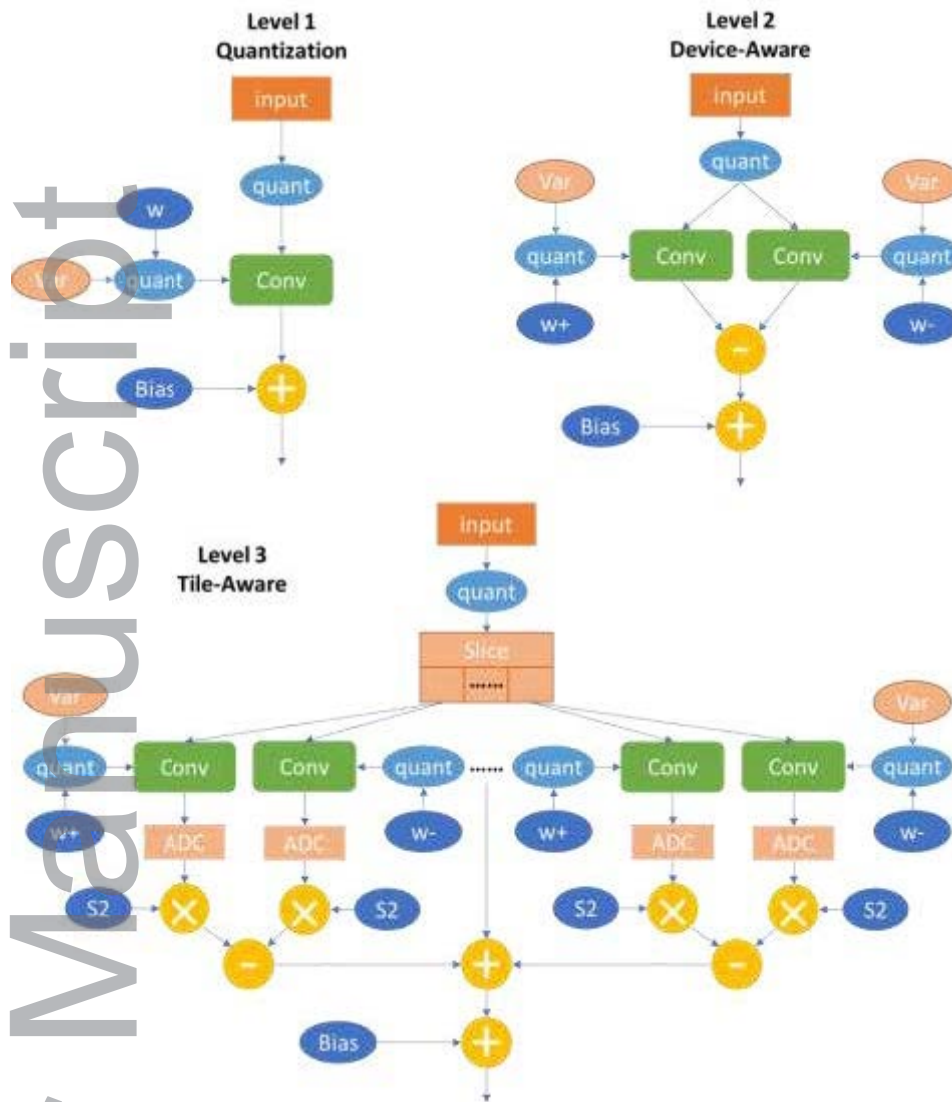 Level 1
Quantization
input
quant
w
Var
quant
Conv
Bias
+
Level 2
Device-Aware
input
quant
Var
Var
quant
Conv
Conv
quant
w+
w-
-
Bias
+
Level 3
Tile-Aware
input
quant
Slice
......
Var
Var
quant
Conv
Conv
quant
......
quant
Conv
Conv
quant
w+
w-
w+
w-
ADC
ADC
ADC
ADC
S2
×
×
S2
S2
×
×
S2
-
+
-
Bias
+
Manuscript